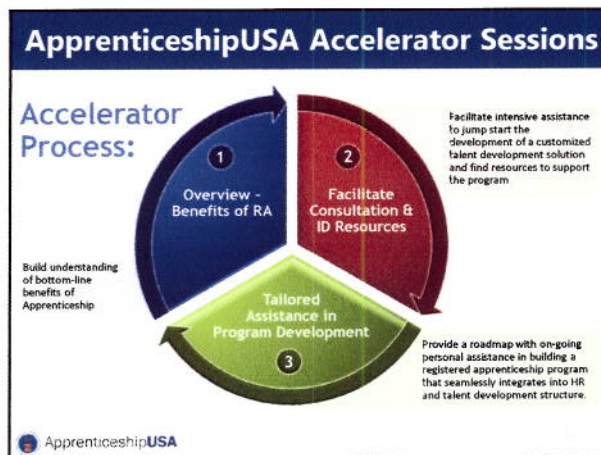 ApprenticeshipUSA Accelerator Sessions
Accelerator
Process:
1
Overview –
Benefits of RA
Build understanding
of bottom-line
benefits of
Apprenticeship
2
Facilitate
Consultation &
ID Resources
Facilitate intensive assistance
to jump start the
development of a customized
talent development solution
and find resources to support
the program
Tailored
Assistance in
Program Development
3
Provide a roadmap with on-going
personal assistance in building a
registered apprenticeship program
that seamlessly integrates into HR
and talent development structure.
ApprenticeshipUSA